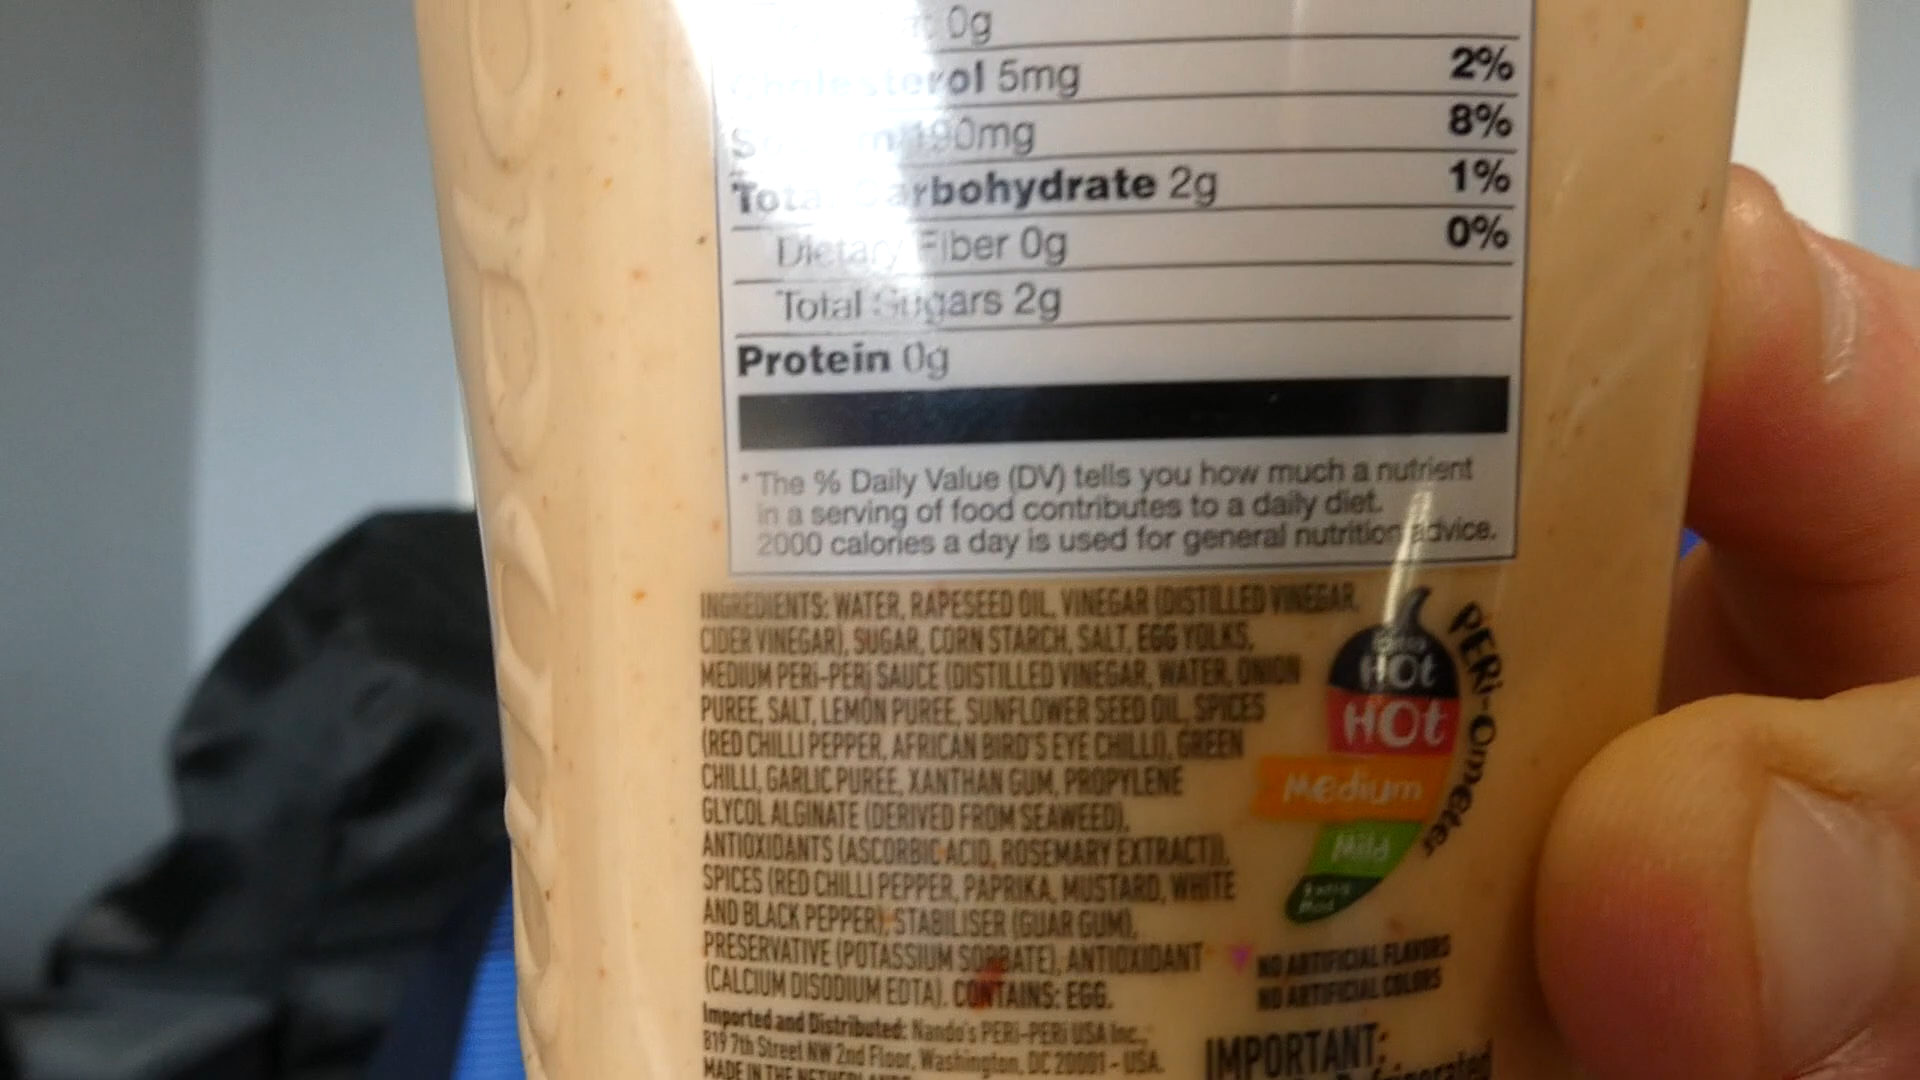 0g
Cholesterol 5mg 2%
190mg 8%
Total Carbohydrate 2g 1%
Dietary Fiber 0g 0%
Total Sugars 2g
Protein 0g
* The % Daily Value (DV) tells you how much a nutrient
in a serving of food contributes to a daily diet.
2000 calories a day is used for general nutrition advice.
INGREDIENTS: WATER, RAPESEED OIL, VINEGAR (DISTILLED VINEGAR,
CIDER VINEGAR), SUGAR, CORN STARCH, SALT, EGG YOLKS,
MEDIUM PERi-PERi SAUCE (DISTILLED VINEGAR, WATER, ONION
PUREE, SALT, LEMON PUREE, SUNFLOWER SEED OIL, SPICES
(RED CHILLI PEPPER, AFRICAN BIRD'S EYE CHILLI), GREEN
CHILLI, GARLIC PUREE, XANTHAN GUM, PROPYLENE
GLYCOL ALGINATE (DERIVED FROM SEAWEED),
ANTIOXIDANTS (ASCORBIC ACID, ROSEMARY EXTRACT)),
SPICES (RED CHILLI PEPPER, PAPRIKA, MUSTARD, WHITE
AND BLACK PEPPER), STABILISER (GUAR GUM),
PRESERVATIVE (POTASSIUM SORBATE), ANTIOXIDANT
(CALCIUM DISODIUM EDTA). CONTAINS: EGG.
Imported and Distributed: Nando's PERi-PERi USA Inc.,
819 7th Street NW 2nd Floor, Washington, DC 20001 - USA.
MADE IN THE NETHERLANDS
PERi-Ometer
Extra
HOt
HOt
Medium
Mild
Extra
Mild
NO ARTIFICIAL FLAVORS
NO ARTIFICIAL COLORS
IMPORTANT:
Refrigerated